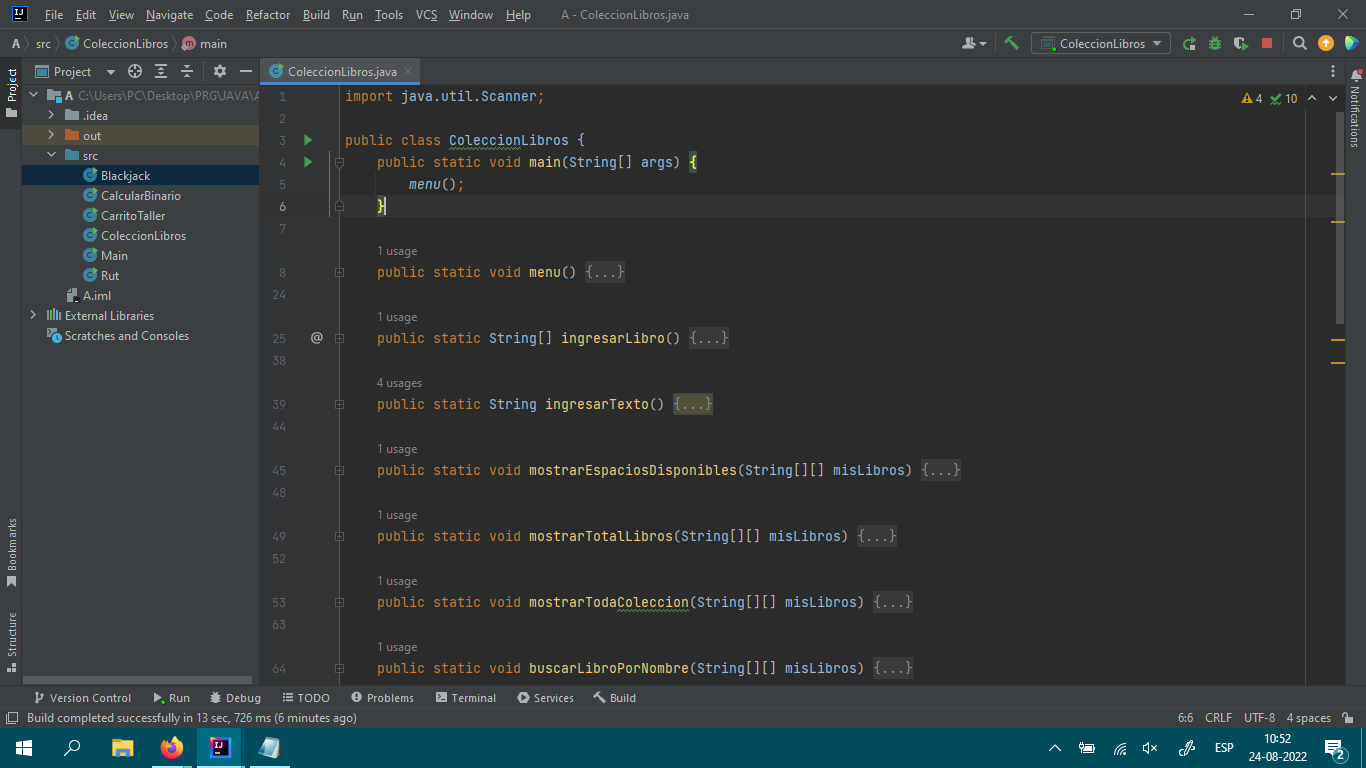 File Edit View Navigate Code Refactor Build Run Tools VCS Window Help A - ColeccionLibros.java
A src ColeccionLibros main ColeccionLibros
Project
Project
ColeccionLibros.java
A C:\Users\PC\Desktop\PRG\JAVA\A
.idea
out
src
Blackjack
CalcularBinario
CarritoTaller
ColeccionLibros
Main
Rut
A.iml
External Libraries
Scratches and Consoles
Bookmarks
Structure
4 10
Notifications
1 import java.util.Scanner;
2
3 public class ColeccionLibros {
4 public static void main(String[] args) {
5 menu();
6 }
7
1 usage
8 public static void menu() {...}
24
1 usage
25 @ public static String[] ingresarLibro() {...}
38
4 usages
39 public static String ingresarTexto() {...}
44
1 usage
45 public static void mostrarEspaciosDisponibles(String[][] misLibros) {...}
48
1 usage
49 public static void mostrarTotalLibros(String[][] misLibros) {...}
52
1 usage
53 public static void mostrarTodaColeccion(String[][] misLibros) {...}
63
1 usage
64 public static void buscarLibroPorNombre(String[][] misLibros) {...}
Version Control Run Debug TODO Problems Terminal Services Build
Build completed successfully in 13 sec, 726 ms (6 minutes ago) 6:6 CRLF UTF-8 4 spaces
ESP
10:52
24-08-2022
2